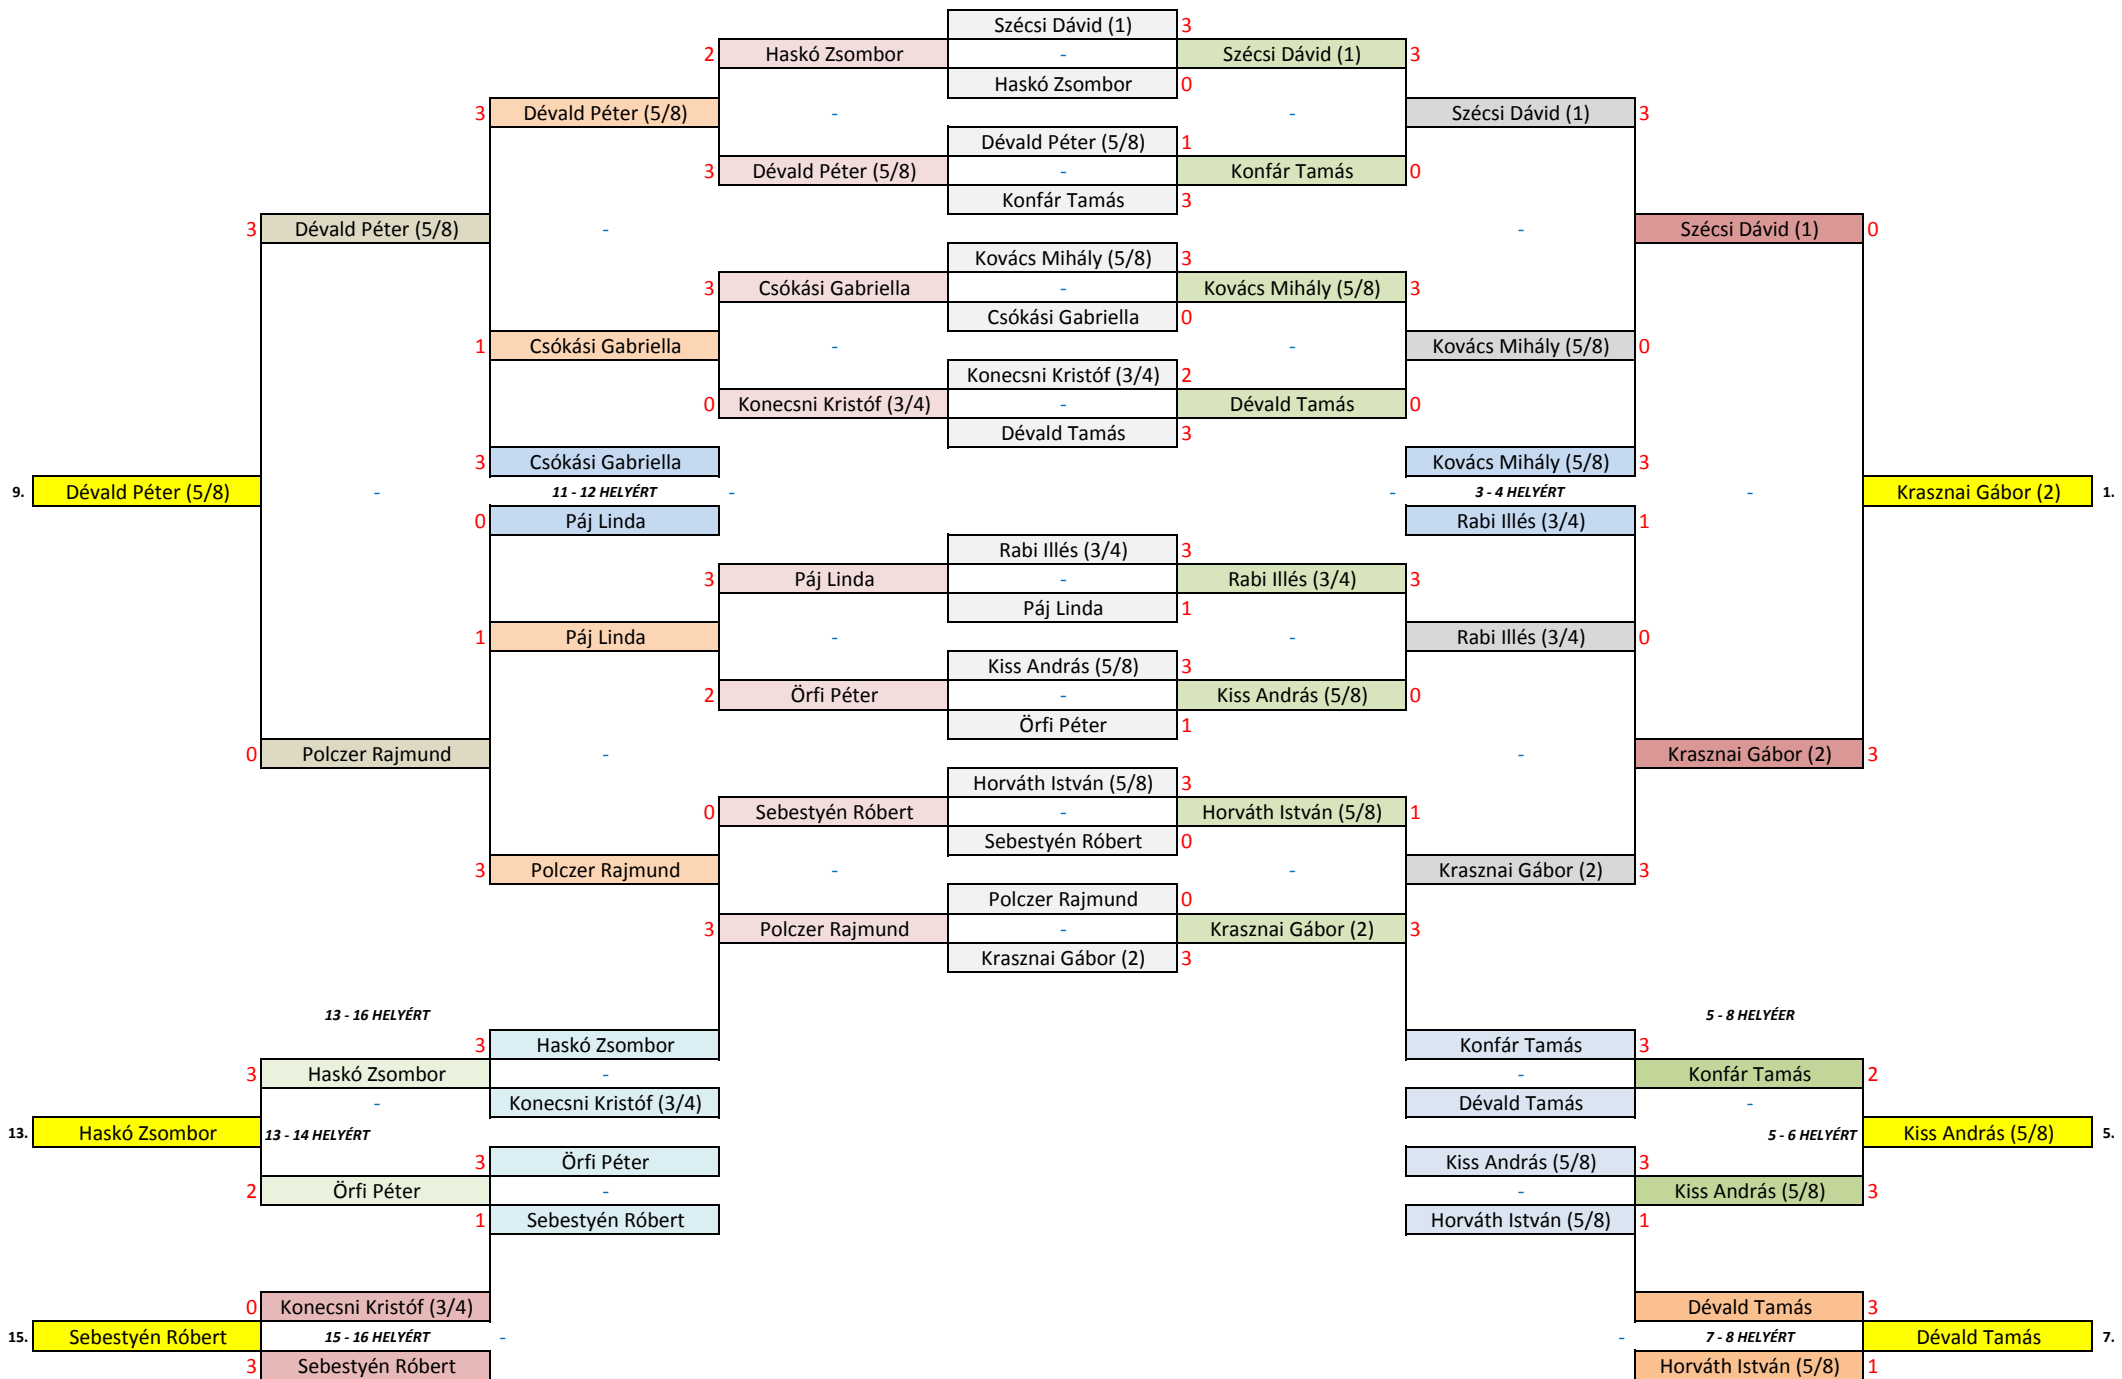 Szécsi Dávid (1) 3
2 Haskó Zsombor - Szécsi Dávid (1) 3
Haskó Zsombor 0
3 Dévald Péter (5/8) - - Szécsi Dávid (1) 3
Dévald Péter (5/8) 1
3 Dévald Péter (5/8) - Konfár Tamás 0
Konfár Tamás 3
3 Dévald Péter (5/8) - - Szécsi Dávid (1) 0
Kovács Mihály (5/8) 3
3 Csókási Gabriella - Kovács Mihály (5/8) 3
Csókási Gabriella 0
1 Csókási Gabriella - - Kovács Mihály (5/8) 0
Konecsni Kristóf (3/4) 2
0 Konecsni Kristóf (3/4) - Dévald Tamás 0
Dévald Tamás 3
3 Csókási Gabriella Kovács Mihály (5/8) 3
9. Dévald Péter (5/8) - 11 - 12 HELYÉRT - - 3 - 4 HELYÉRT - Krasznai Gábor (2) 1.
0 Páj Linda Rabi Illés (3/4) 1
Rabi Illés (3/4) 3
3 Páj Linda - Rabi Illés (3/4) 3
Páj Linda 1
1 Páj Linda - - Rabi Illés (3/4) 0
Kiss András (5/8) 3
2 Örfi Péter - Kiss András (5/8) 0
Örfi Péter 1
0 Polczer Rajmund - - Krasznai Gábor (2) 3
Horváth István (5/8) 3
0 Sebestyén Róbert - Horváth István (5/8) 1
Sebestyén Róbert 0
3 Polczer Rajmund - - Krasznai Gábor (2) 3
Polczer Rajmund 0
3 Polczer Rajmund - Krasznai Gábor (2) 3
Krasznai Gábor (2) 3
13 - 16 HELYÉRT 5 - 8 HELYÉER
3 Haskó Zsombor Konfár Tamás 3
3 Haskó Zsombor - - Konfár Tamás 2
- Konecsni Kristóf (3/4) Dévald Tamás -
13. Haskó Zsombor 13 - 14 HELYÉRT 5 - 6 HELYÉRT Kiss András (5/8) 5.
3 Örfi Péter Kiss András (5/8) 3
2 Örfi Péter - - Kiss András (5/8) 3
1 Sebestyén Róbert Horváth István (5/8) 1
0 Konecsni Kristóf (3/4) Dévald Tamás 3
15. Sebestyén Róbert 15 - 16 HELYÉRT - - 7 - 8 HELYÉRT Dévald Tamás 7.
3 Sebestyén Róbert Horváth István (5/8) 1